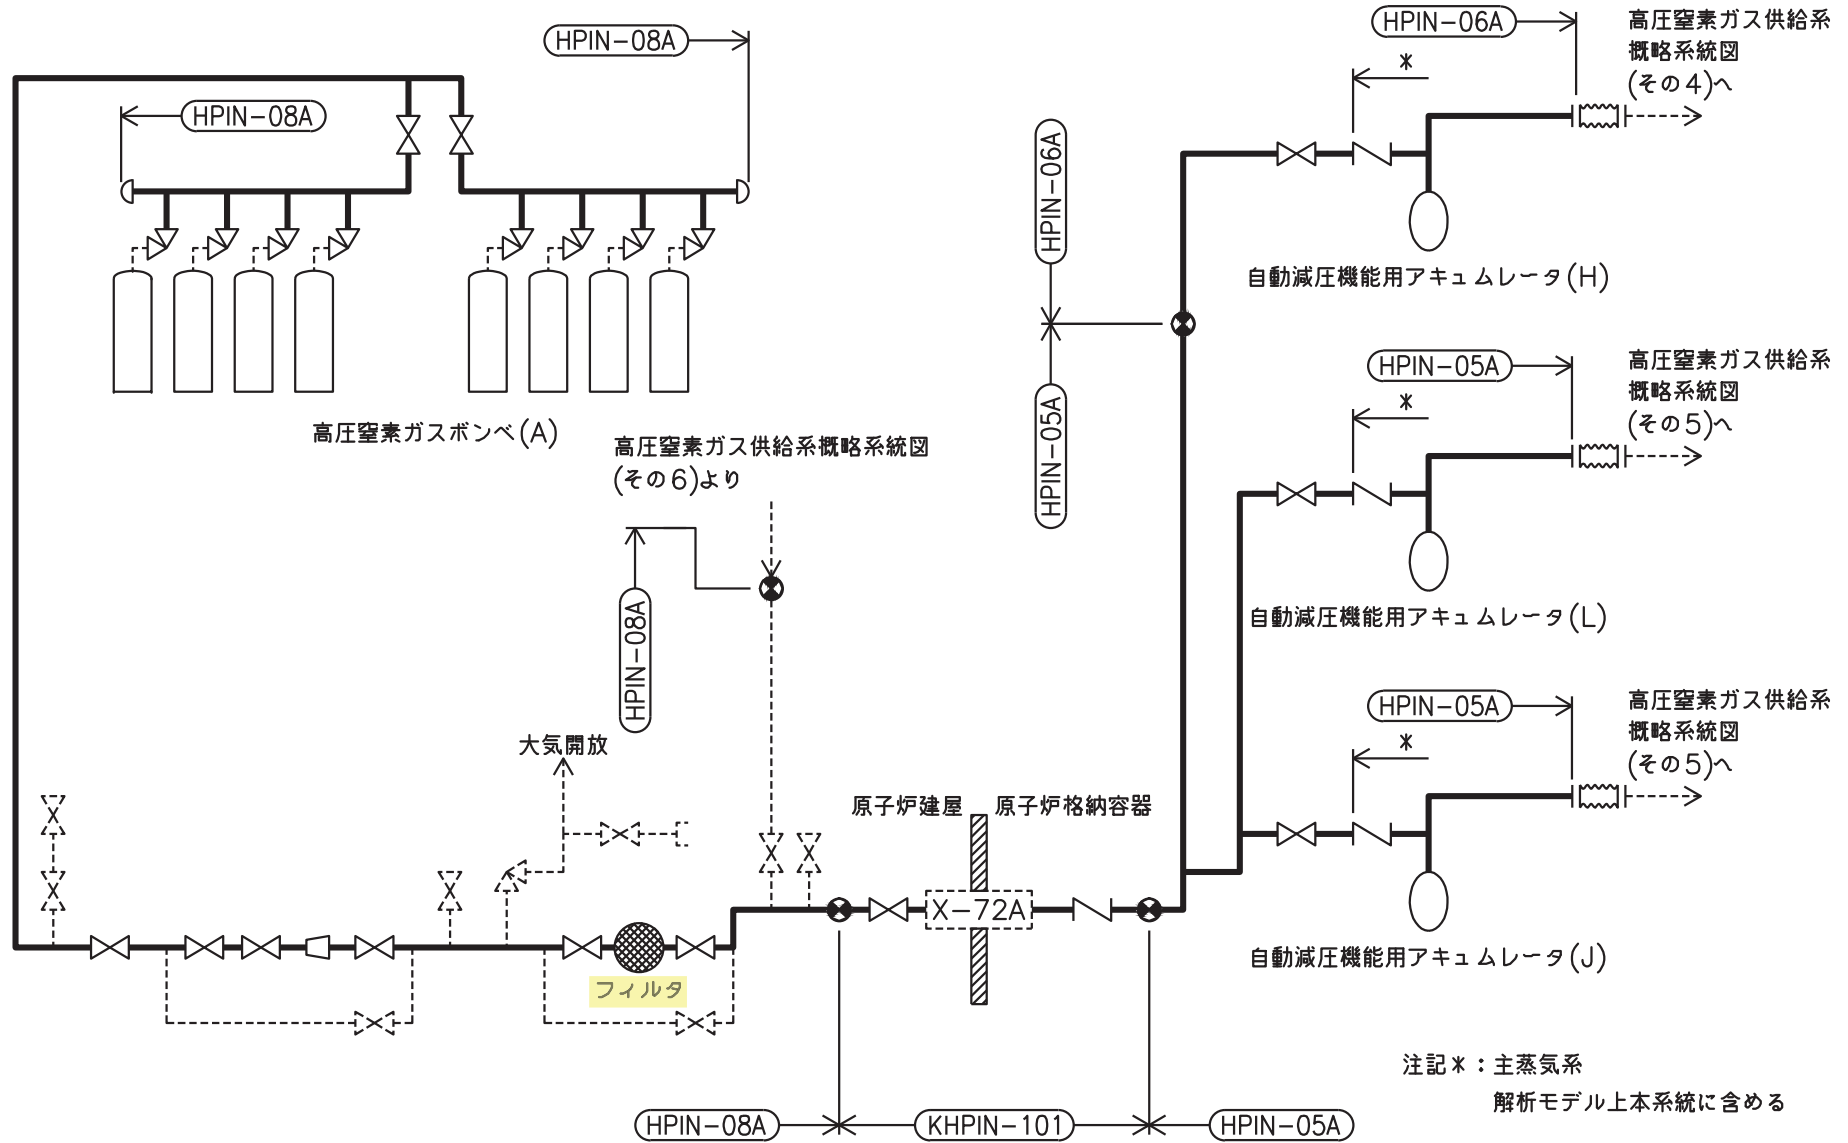 HPIN-08A
HPIN-08A
高圧窒素ガスボンベ(A)
高圧窒素ガス供給系概略系統図
(その6)より
HPIN-08A
大気開放
フィルタ
原子炉建屋
原子炉格納容器
X-72A
HPIN-08A
KHPIN-101
HPIN-05A
HPIN-06A
HPIN-05A
HPIN-06A
*
高圧窒素ガス供給系
概略系統図
(その4)へ
自動減圧機能用アキュムレータ(H)
HPIN-05A
*
高圧窒素ガス供給系
概略系統図
(その5)へ
自動減圧機能用アキュムレータ(L)
HPIN-05A
*
高圧窒素ガス供給系
概略系統図
(その5)へ
自動減圧機能用アキュムレータ(J)
注記*:主蒸気系
解析モデル上本系統に含める